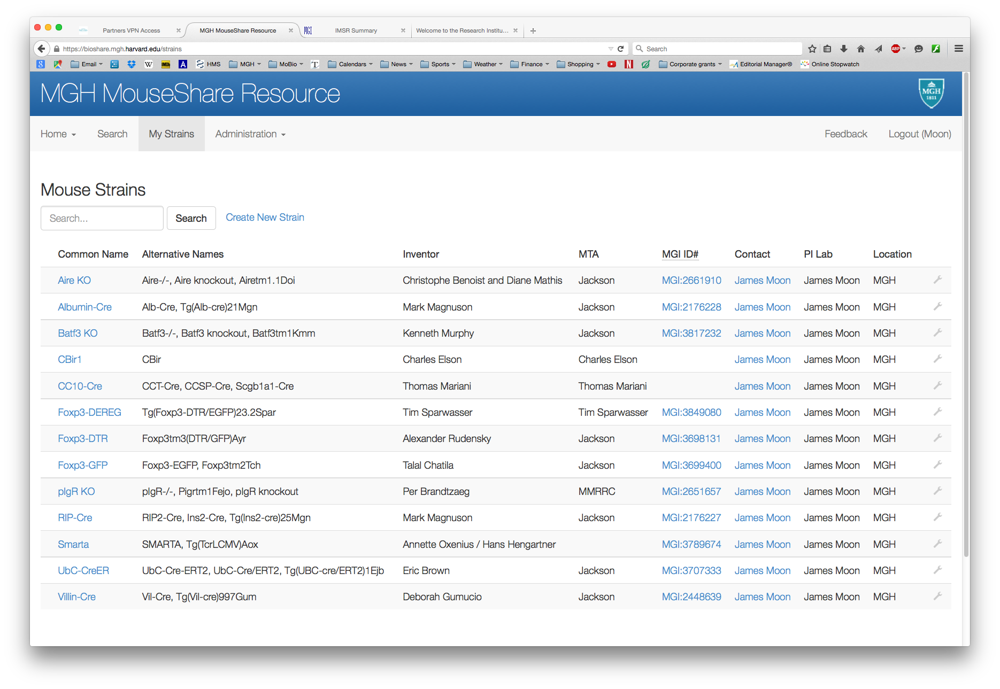 Partners VPN Access
MGH MouseShare Resource
MGI IMSR Summary
Welcome to the Research Institu...
https://bioshare.mgh.harvard.edu/strains
Search
ABP
8 Email W IMDb A HMS MGH MoBio T Calendars News Sports Weather Finance Shopping N Corporate grants Editorial Manager® Online Stopwatch
MGH MouseShare Resource
MGH
1811
Home Search My Strains Administration Feedback Logout (Moon)
Mouse Strains
Search... Search Create New Strain
Common Name Alternative Names Inventor MTA MGI ID# Contact PI Lab Location
Aire KO Aire-/-, Aire knockout, Airetm1.1Doi Christophe Benoist and Diane Mathis Jackson MGI:2661910 James Moon James Moon MGH
Albumin-Cre Alb-Cre, Tg(Alb-cre)21Mgn Mark Magnuson Jackson MGI:2176228 James Moon James Moon MGH
Batf3 KO Batf3-/-, Batf3 knockout, Batf3tm1Kmm Kenneth Murphy Jackson MGI:3817232 James Moon James Moon MGH
CBir1 CBir Charles Elson Charles Elson James Moon James Moon MGH
CC10-Cre CCT-Cre, CCSP-Cre, Scgb1a1-Cre Thomas Mariani Thomas Mariani James Moon James Moon MGH
Foxp3-DEREG Tg(Foxp3-DTR/EGFP)23.2Spar Tim Sparwasser Tim Sparwasser MGI:3849080 James Moon James Moon MGH
Foxp3-DTR Foxp3tm3(DTR/GFP)Ayr Alexander Rudensky Jackson MGI:3698131 James Moon James Moon MGH
Foxp3-GFP Foxp3-EGFP, Foxp3tm2Tch Talal Chatila Jackson MGI:3699400 James Moon James Moon MGH
pIgR KO pIgR-/-, Pigrtm1Fejo, pIgR knockout Per Brandtzaeg MMRRC MGI:2651657 James Moon James Moon MGH
RIP-Cre RIP2-Cre, Ins2-Cre, Tg(Ins2-cre)25Mgn Mark Magnuson Jackson MGI:2176227 James Moon James Moon MGH
Smarta SMARTA, Tg(TcrLCMV)Aox Annette Oxenius / Hans Hengartner MGI:3789674 James Moon James Moon MGH
UbC-CreER UbC-Cre-ERT2, UbC-Cre/ERT2, Tg(UBC-cre/ERT2)1Ejb Eric Brown Jackson MGI:3707333 James Moon James Moon MGH
Villin-Cre Vil-Cre, Tg(Vil-cre)997Gum Deborah Gumucio Jackson MGI:2448639 James Moon James Moon MGH